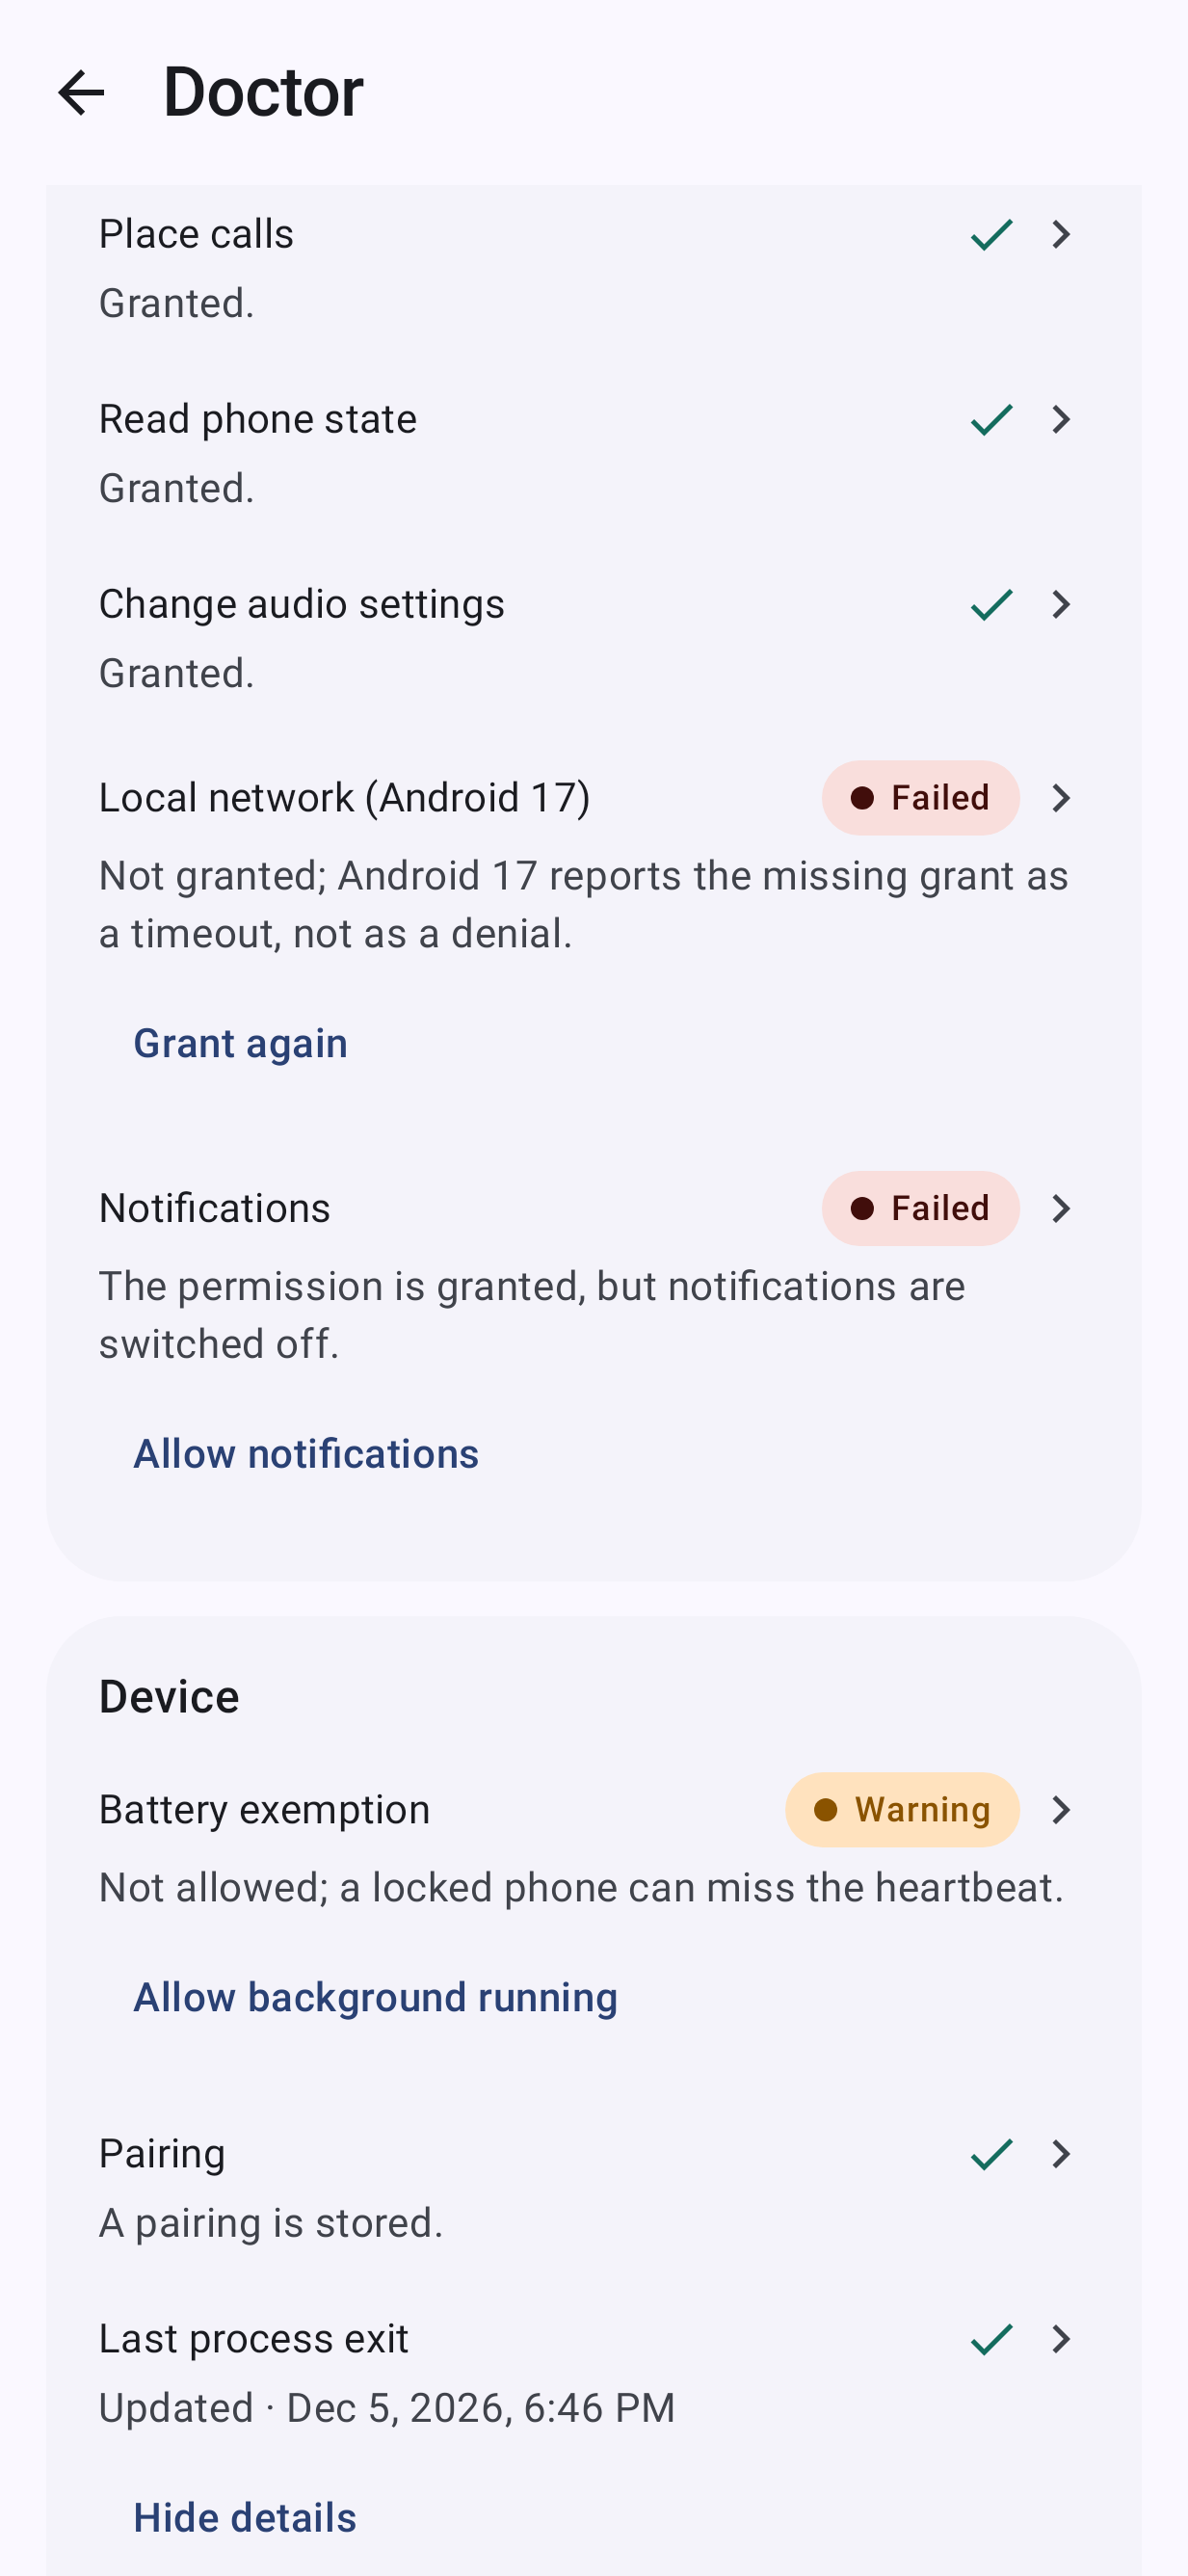 Doctor
Place calls
Granted.
Read phone state
Granted.
Change audio settings
Granted.
Local network (Android 17)
Failed
Not granted; Android 17 reports the missing grant as
a timeout, not as a denial.
Grant again
Notifications
Failed
The permission is granted, but notifications are
switched off.
Allow notifications
Device
Battery exemption
Warning
Not allowed; a locked phone can miss the heartbeat.
Allow background running
Pairing
A pairing is stored.
Last process exit
Updated · Dec 5, 2026, 6:46 PM
Hide details